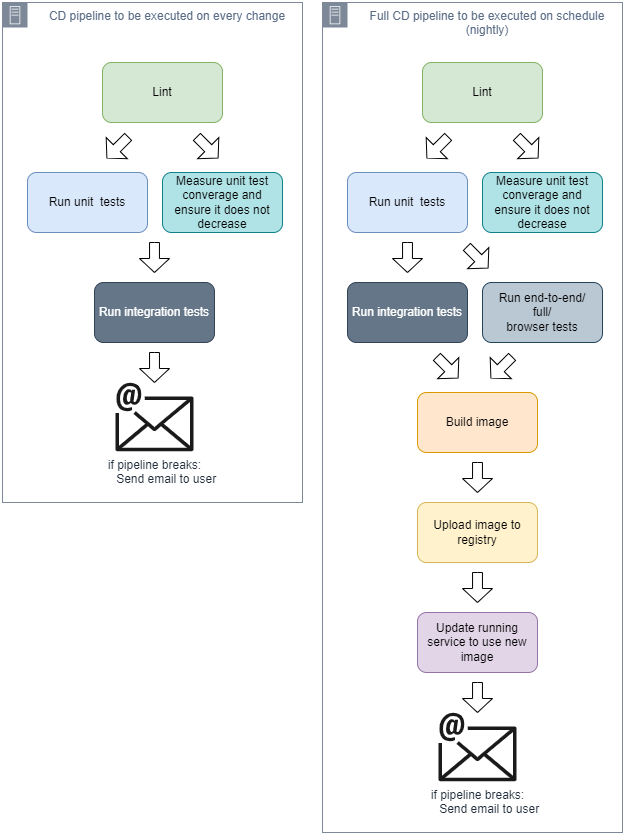 CD pipeline to be executed on every change
Lint
Run unit  tests
Measure unit test
converage and
ensure it does not
decrease
Run integration tests
@
if pipeline breaks:
Send email to user
Full CD pipeline to be executed on schedule
(nightly)
Lint
Run unit  tests
Measure unit test
converage and
ensure it does not
decrease
Run integration tests
Run end-to-end/
full/
browser tests
Build image
Upload image to
registry
Update running
service to use new
image
@
if pipeline breaks:
Send email to user